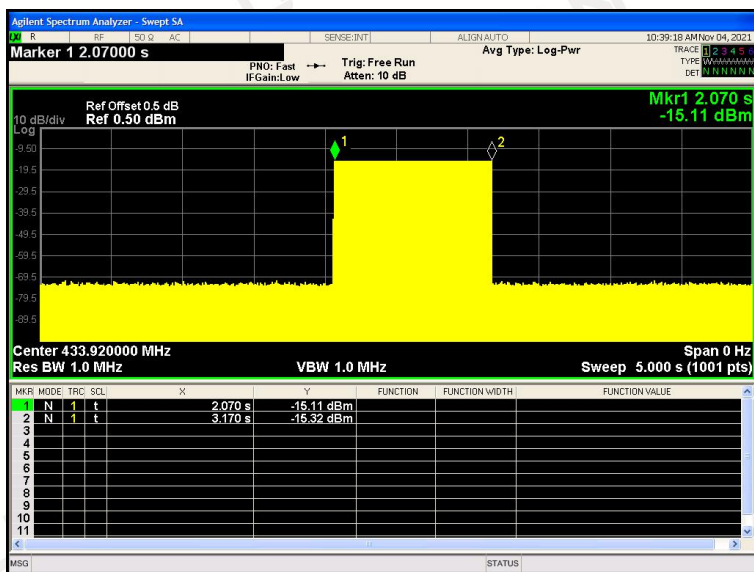 Agilent Spectrum Analyzer - Swept SA
LXI R RF 50 Ω AC SENSE:INT ALIGN AUTO 10:39:18 AM Nov 04, 2021
Marker 1 2.07000 s Avg Type: Log-Pwr TRACE 1 2 3 4 5 6
PNO: Fast Trig: Free Run TYPE
IFGain:Low Atten: 10 dB DET N N N N N N
Mkr1 2.070 s
Ref Offset 0.5 dB
10 dB/div Ref 0.50 dBm -15.11 dBm
Log
1 2
-9.50
-19.5
-29.5
-39.5
-49.5
-59.5
-69.5
-79.5
-89.5
Center 433.920000 MHz Span 0 Hz
Res BW 1.0 MHz VBW 1.0 MHz Sweep 5.000 s (1001 pts)
MKR MODE TRC SCL X Y FUNCTION FUNCTION WIDTH FUNCTION VALUE
1 N 1 t 2.070 s -15.11 dBm
2 N 1 t 3.170 s -15.32 dBm
3
4
5
6
7
8
9
10
11
MSG STATUS